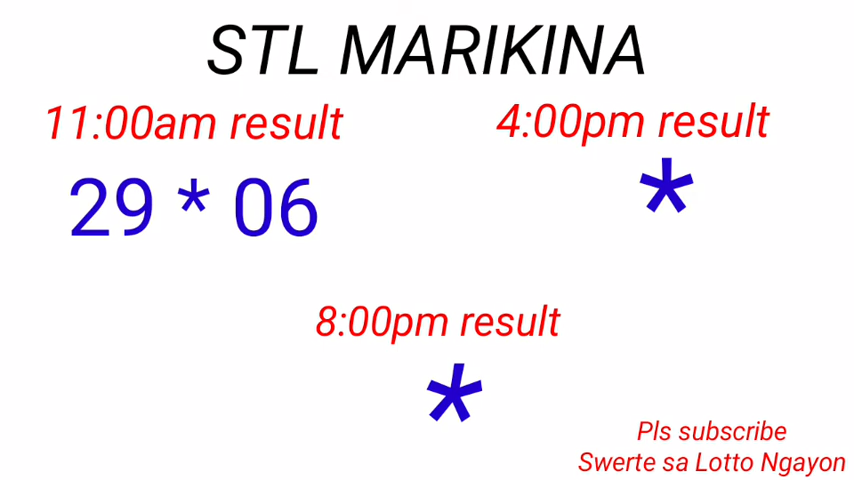 STL MARIKINA
11:00am result
29 * 06
4:00pm result
*
8:00pm result
*
Pls subscribe
Swerte sa Lotto Ngayon